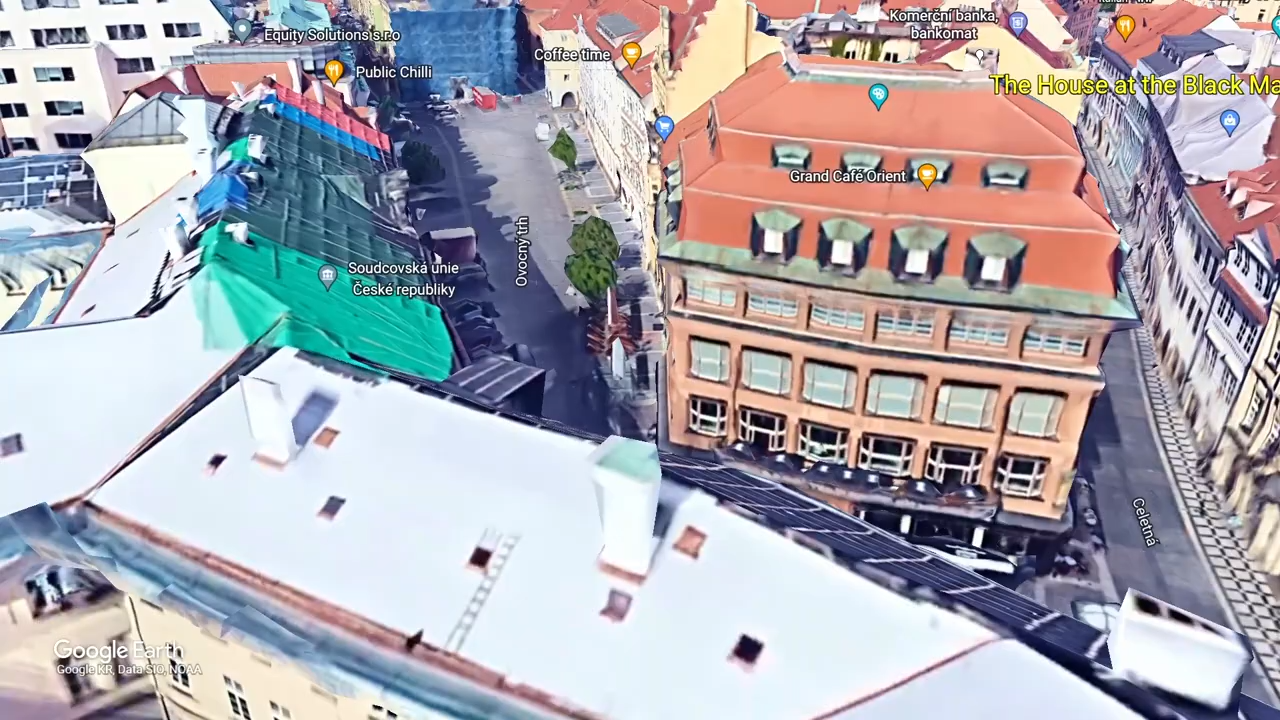 Equity Solutions s.r.o
Public Chilli
Coffee time
Komerční banka,
bankomat
The House at the Black Ma
Grand Café Orient
Ovocný trh
Soudcovská unie
České republiky
Celetná
Google Earth
Google KR, Data SIO, NOAA